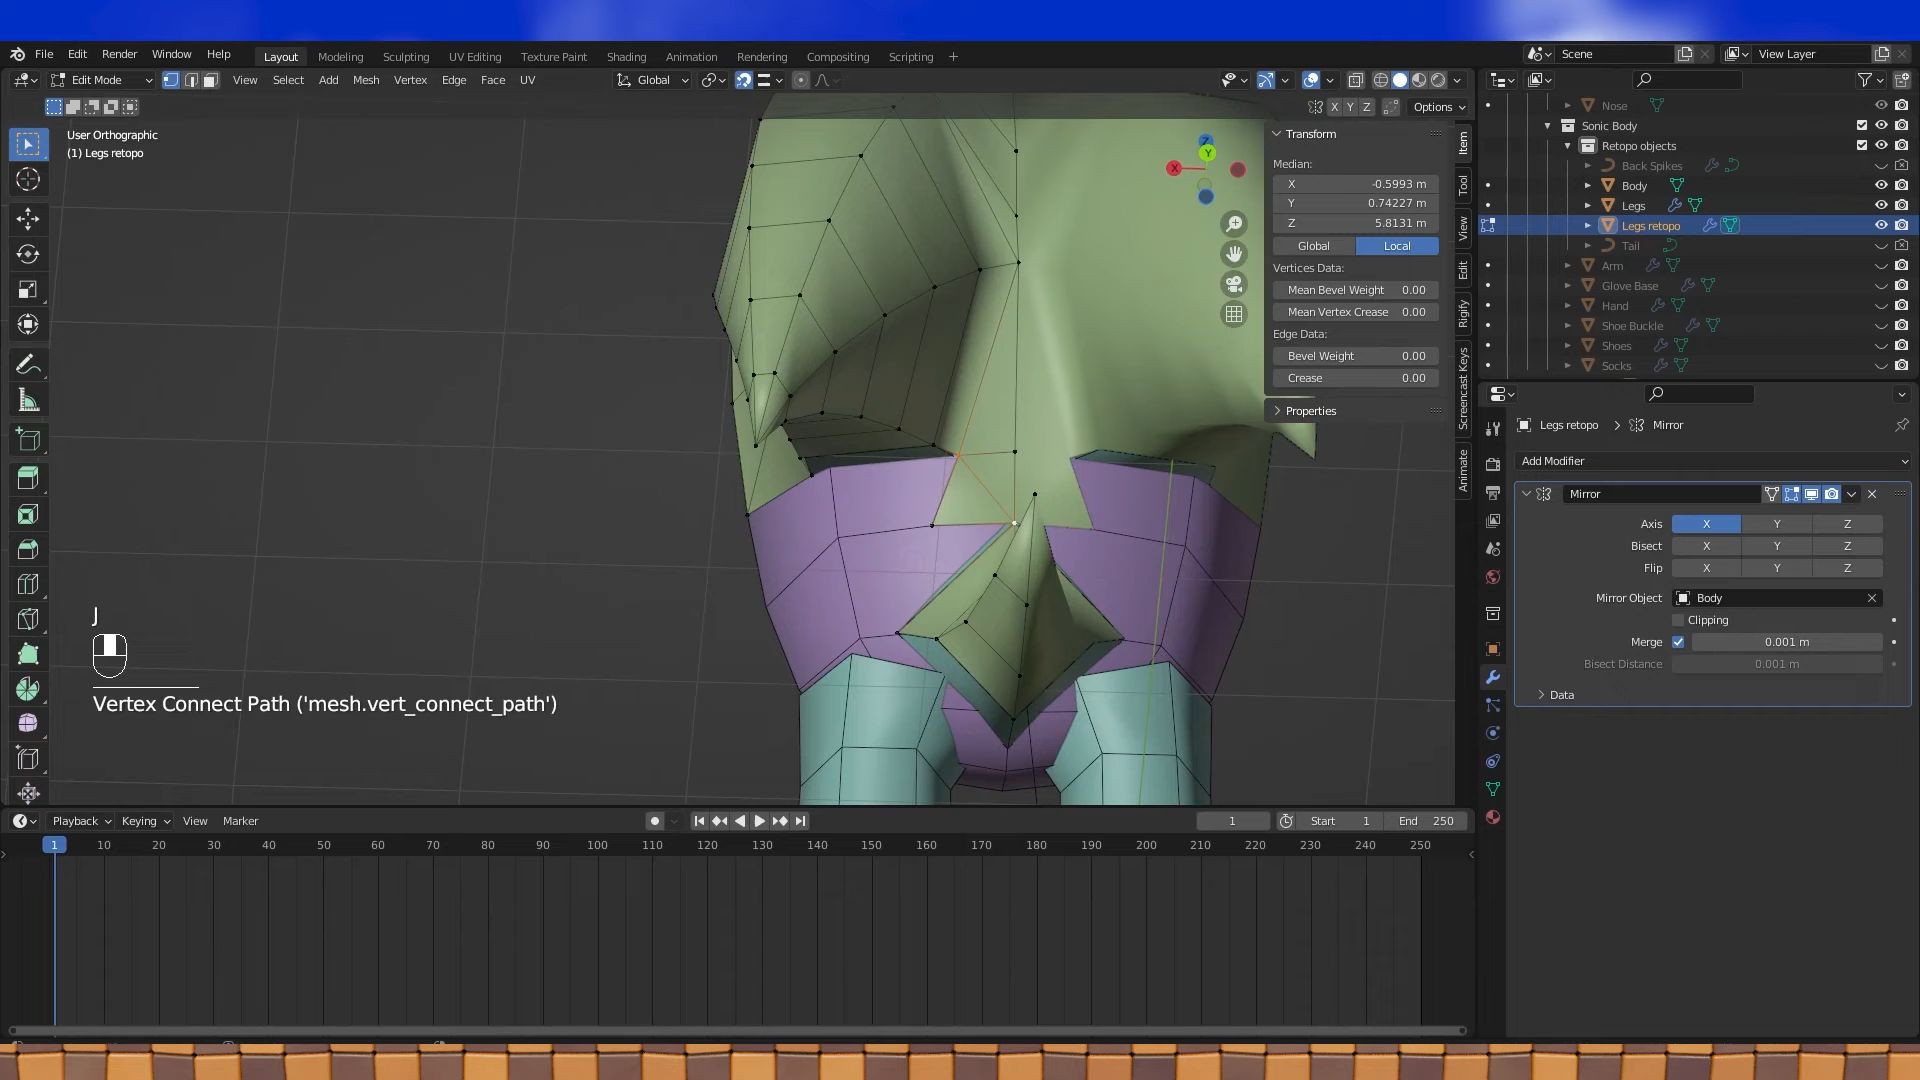 File Edit Render Window Help Layout Modeling Sculpting UV Editing Texture Paint Shading Animation Rendering Compositing Scripting + Scene View Layer
Edit Mode View Select Add Mesh Vertex Edge Face UV Global
X Y Z Options
User Orthographic
(1) Legs retopo
Transform
Median:
X -0.5993 m
Y 0.74227 m
Z 5.8131 m
Global Local
Vertices Data:
Mean Bevel Weight 0.00
Mean Vertex Crease 0.00
Edge Data:
Bevel Weight 0.00
Crease 0.00
Properties
Item
Tool
View
Edit
Rigify
Screencast Keys
Animate
Z
Y
X
J
Vertex Connect Path ('mesh.vert_connect_path')
Nose
Sonic Body
Retopo objects
Back Spikes
Body
Legs
Legs retopo
Tail
Arm
Glove Base
Hand
Shoe Buckle
Shoes
Socks
Legs retopo > Mirror
Add Modifier
Mirror
Axis X Y Z
Bisect X Y Z
Flip X Y Z
Mirror Object Body
Clipping
Merge 0.001 m
Bisect Distance 0.001 m
Data
Playback Keying View Marker 1 Start 1 End 250
1 10 20 30 40 50 60 70 80 90 100 110 120 130 140 150 160 170 180 190 200 210 220 230 240 250